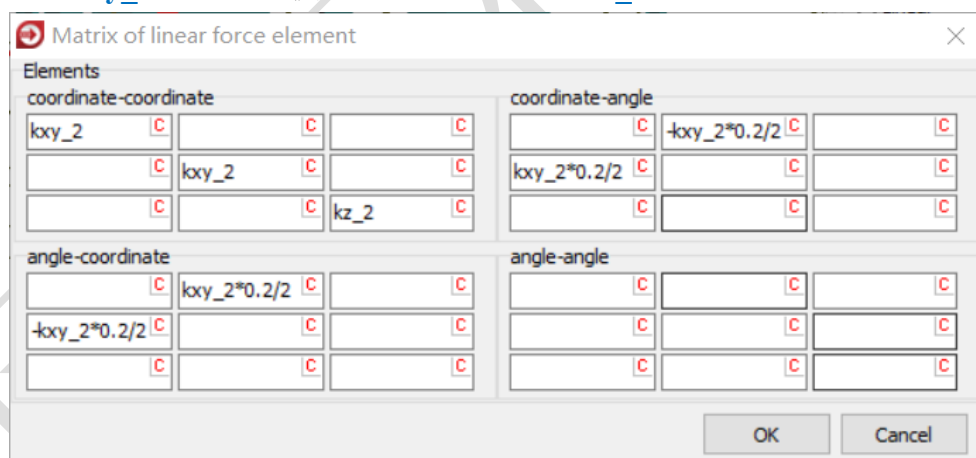 Matrix of linear force element
Elements
coordinate-coordinate
kxy_2 C C C
C kxy_2 C C
C C kz_2 C
coordinate-angle
C -kxy_2*0.2/2 C C
kxy_2*0.2/2 C C C
C C C
angle-coordinate
C kxy_2*0.2/2 C C
-kxy_2*0.2/2 C C C
C C C
angle-angle
C C C
C C C
C C C
OK Cancel